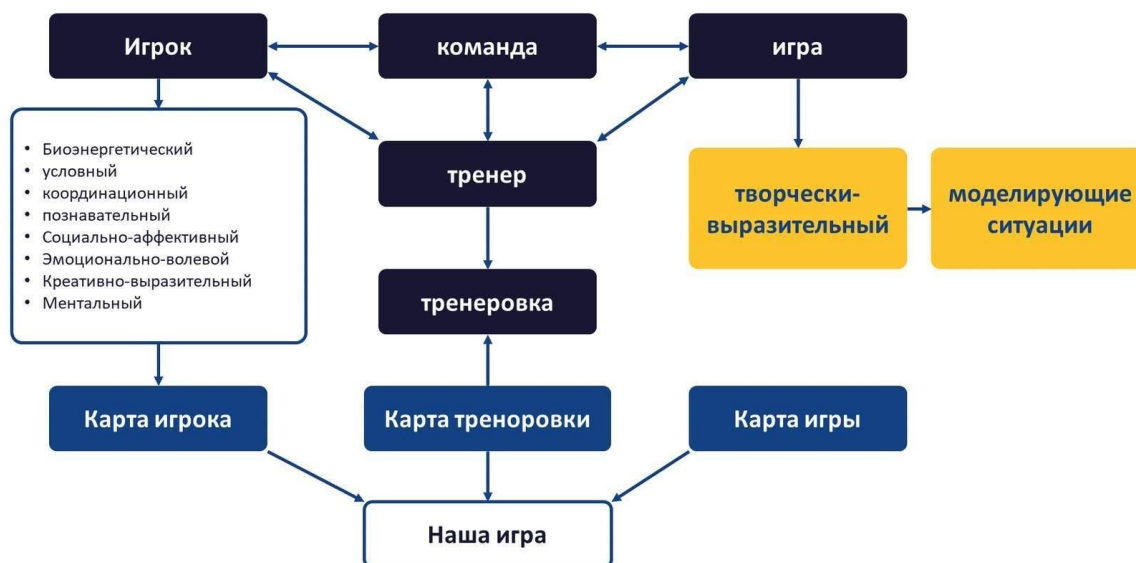 Игрок
команда
игра
• Биоэнергетический
• условный
• координационный
• познавательный
• Социально-аффективный
• Эмоционально-волевой
• Креативно-выразительный
• Ментальный
тренер
творчески-
выразительный
моделирующие
ситуации
тренеровка
Карта игрока
Карта треноровки
Карта игры
Наша игра